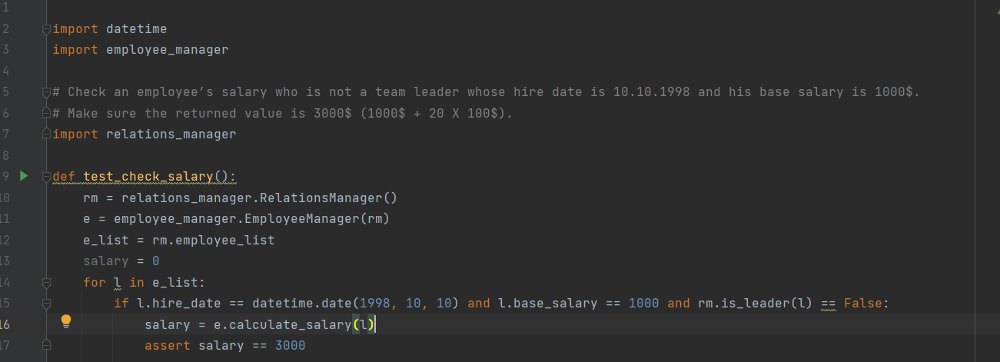 1
2 import datetime
3 import employee_manager
4
5 # Check an employee’s salary who is not a team leader whose hire date is 10.10.1998 and his base salary is 1000$.
6 # Make sure the returned value is 3000$ (1000$ + 20 X 100$).
7 import relations_manager
8
9 def test_check_salary():
10 rm = relations_manager.RelationsManager()
11 e = employee_manager.EmployeeManager(rm)
12 e_list = rm.employee_list
13 salary = 0
14 for l in e_list:
15 if l.hire_date == datetime.date(1998, 10, 10) and l.base_salary == 1000 and rm.is_leader(l) == False:
16 salary = e.calculate_salary(l)
17 assert salary == 3000